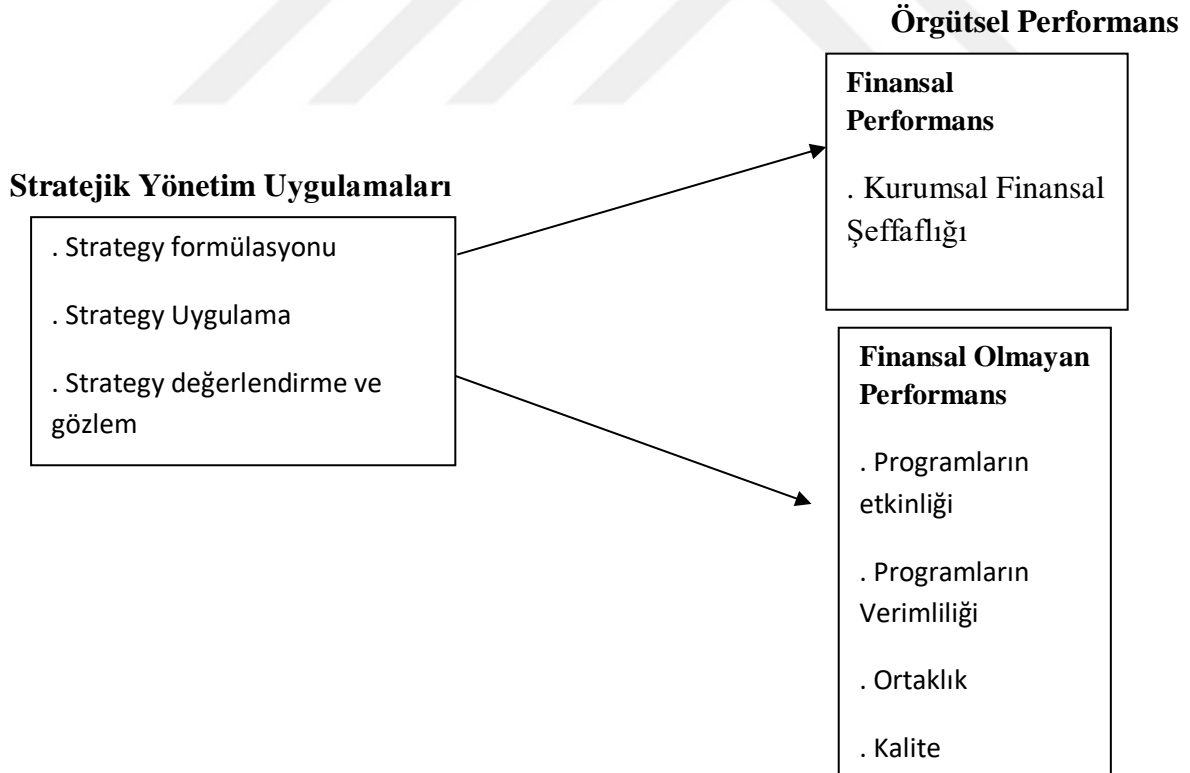 Örgütsel Performans
Finansal
Performans
. Kurumsal Finansal
Şeffaflığı
Stratejik Yönetim Uygulamaları
. Strategy formülasyonu
. Strategy Uygulama
. Strategy değerlendirme ve
gözlem
Finansal Olmayan
Performans
. Programların
etkinliği
. Programların
Verimliliği
. Ortaklık
. Kalite